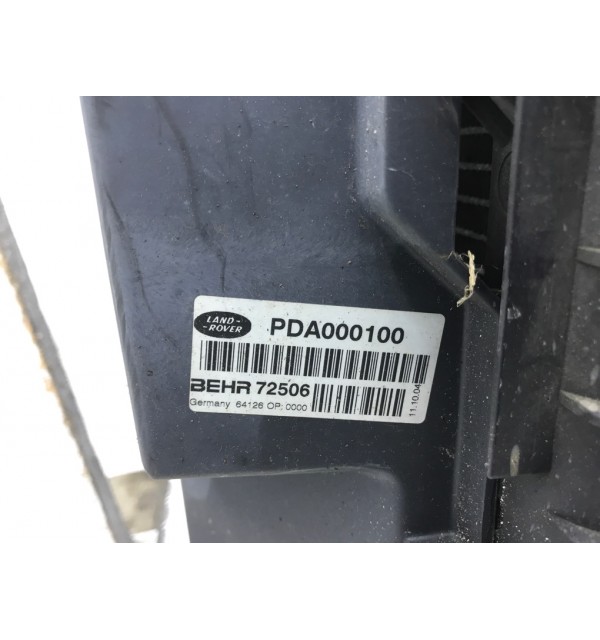 LAND-
-ROVER
PDA000100
BEHR 72506
Germany 64126 OP: 0000
11.10.04